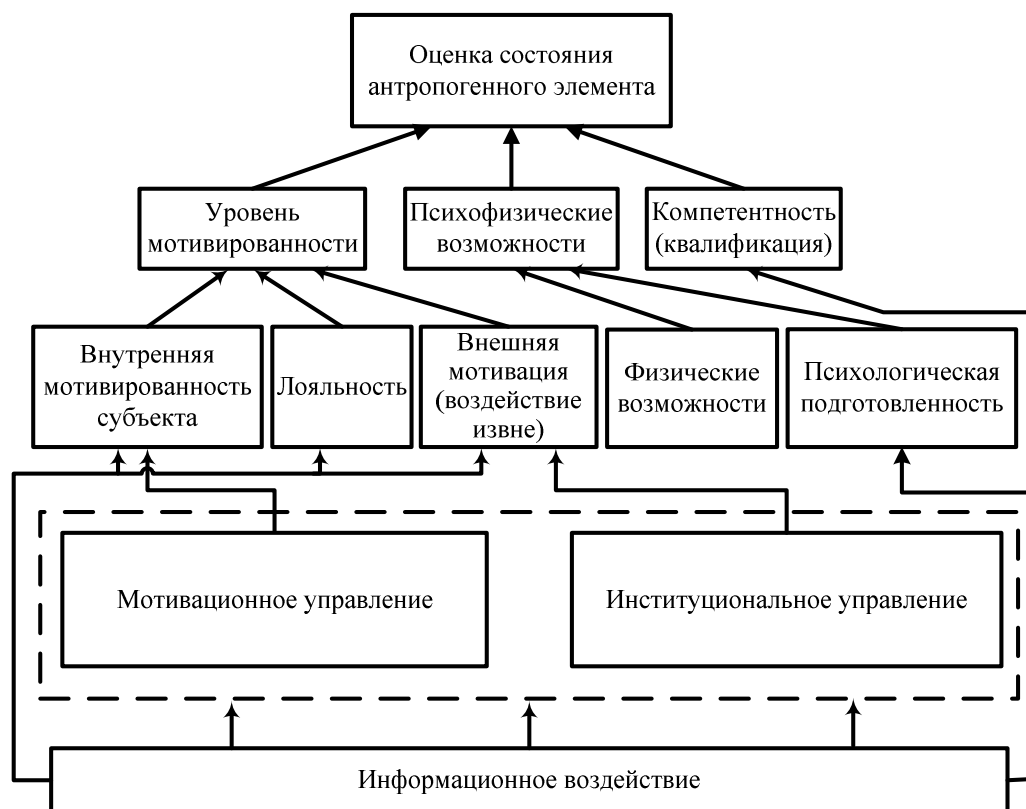 Оценка состояния
антропогенного элемента
Уровень
мотивированности
Психофизические
возможности
Компетентность
(квалификация)
Внутренняя
мотивированность
субъекта
Лояльность
Внешняя
мотивация
(воздействие
извне)
Физические
возможности
Психологическая
подготовленность
Мотивационное управление
Институциональное управление
Информационное воздействие